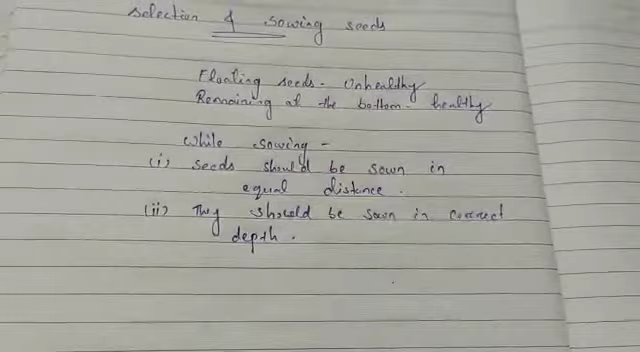 selection & sowing seeds
Floating seeds - Unhealthy
Remaining at the bottom - healthy
While sowing -
(i) seeds should be sown in
equal distance.
(ii) They should be sown in correct
depth.